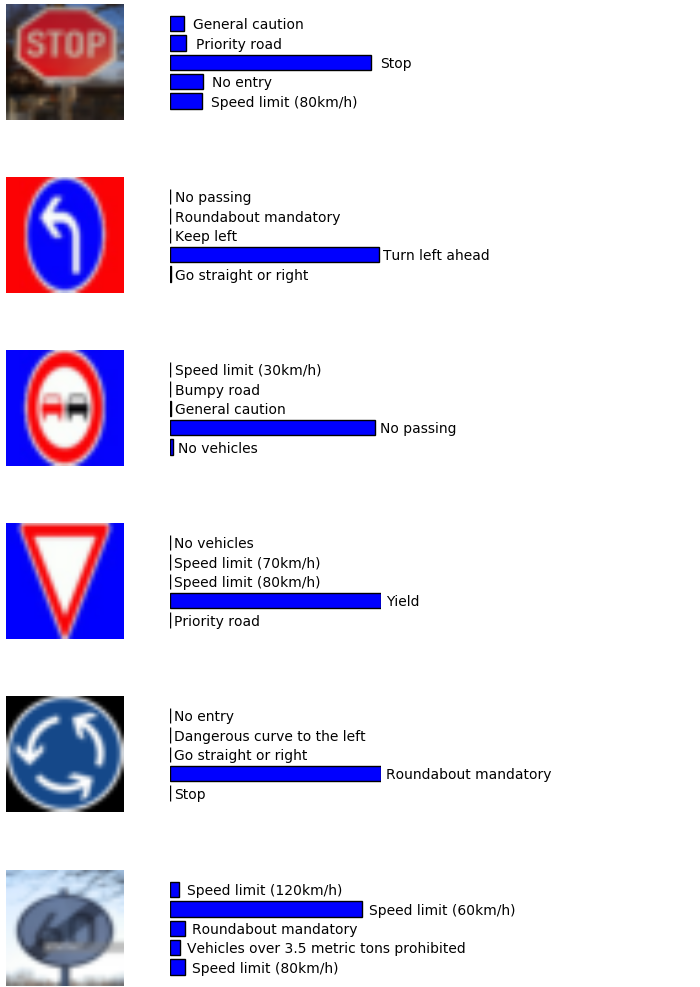 STOP
General caution
Priority road
Stop
No entry
Speed limit (80km/h)
No passing
Roundabout mandatory
Keep left
Turn left ahead
Go straight or right
Speed limit (30km/h)
Bumpy road
General caution
No passing
No vehicles
No vehicles
Speed limit (70km/h)
Speed limit (80km/h)
Yield
Priority road
No entry
Dangerous curve to the left
Go straight or right
Roundabout mandatory
Stop
60
Speed limit (120km/h)
Speed limit (60km/h)
Roundabout mandatory
Vehicles over 3.5 metric tons prohibited
Speed limit (80km/h)